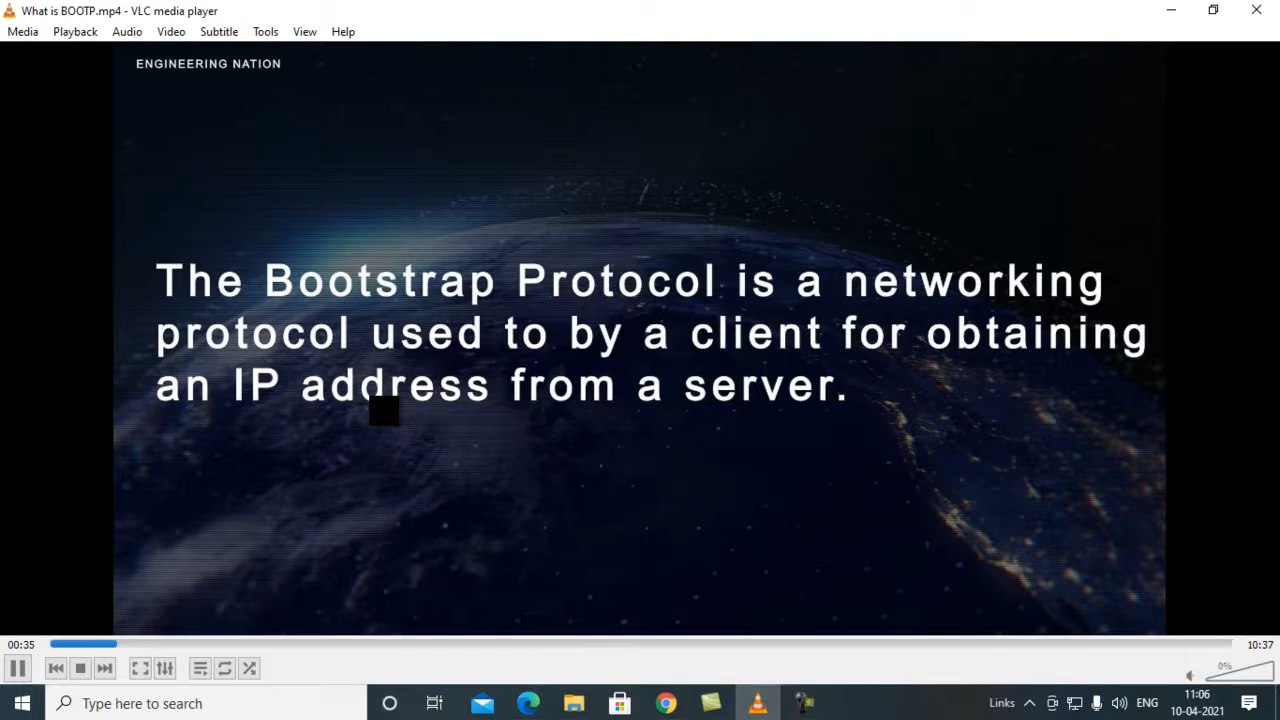 What is BOOTP.mp4 - VLC media player
Media Playback Audio Video Subtitle Tools View Help
ENGINEERING NATION
The Bootstrap Protocol is a networking
protocol used to by a client for obtaining
an IP address from a server.
00:35 10:37
0%
Type here to search Links ENG 11:06
10-04-2021